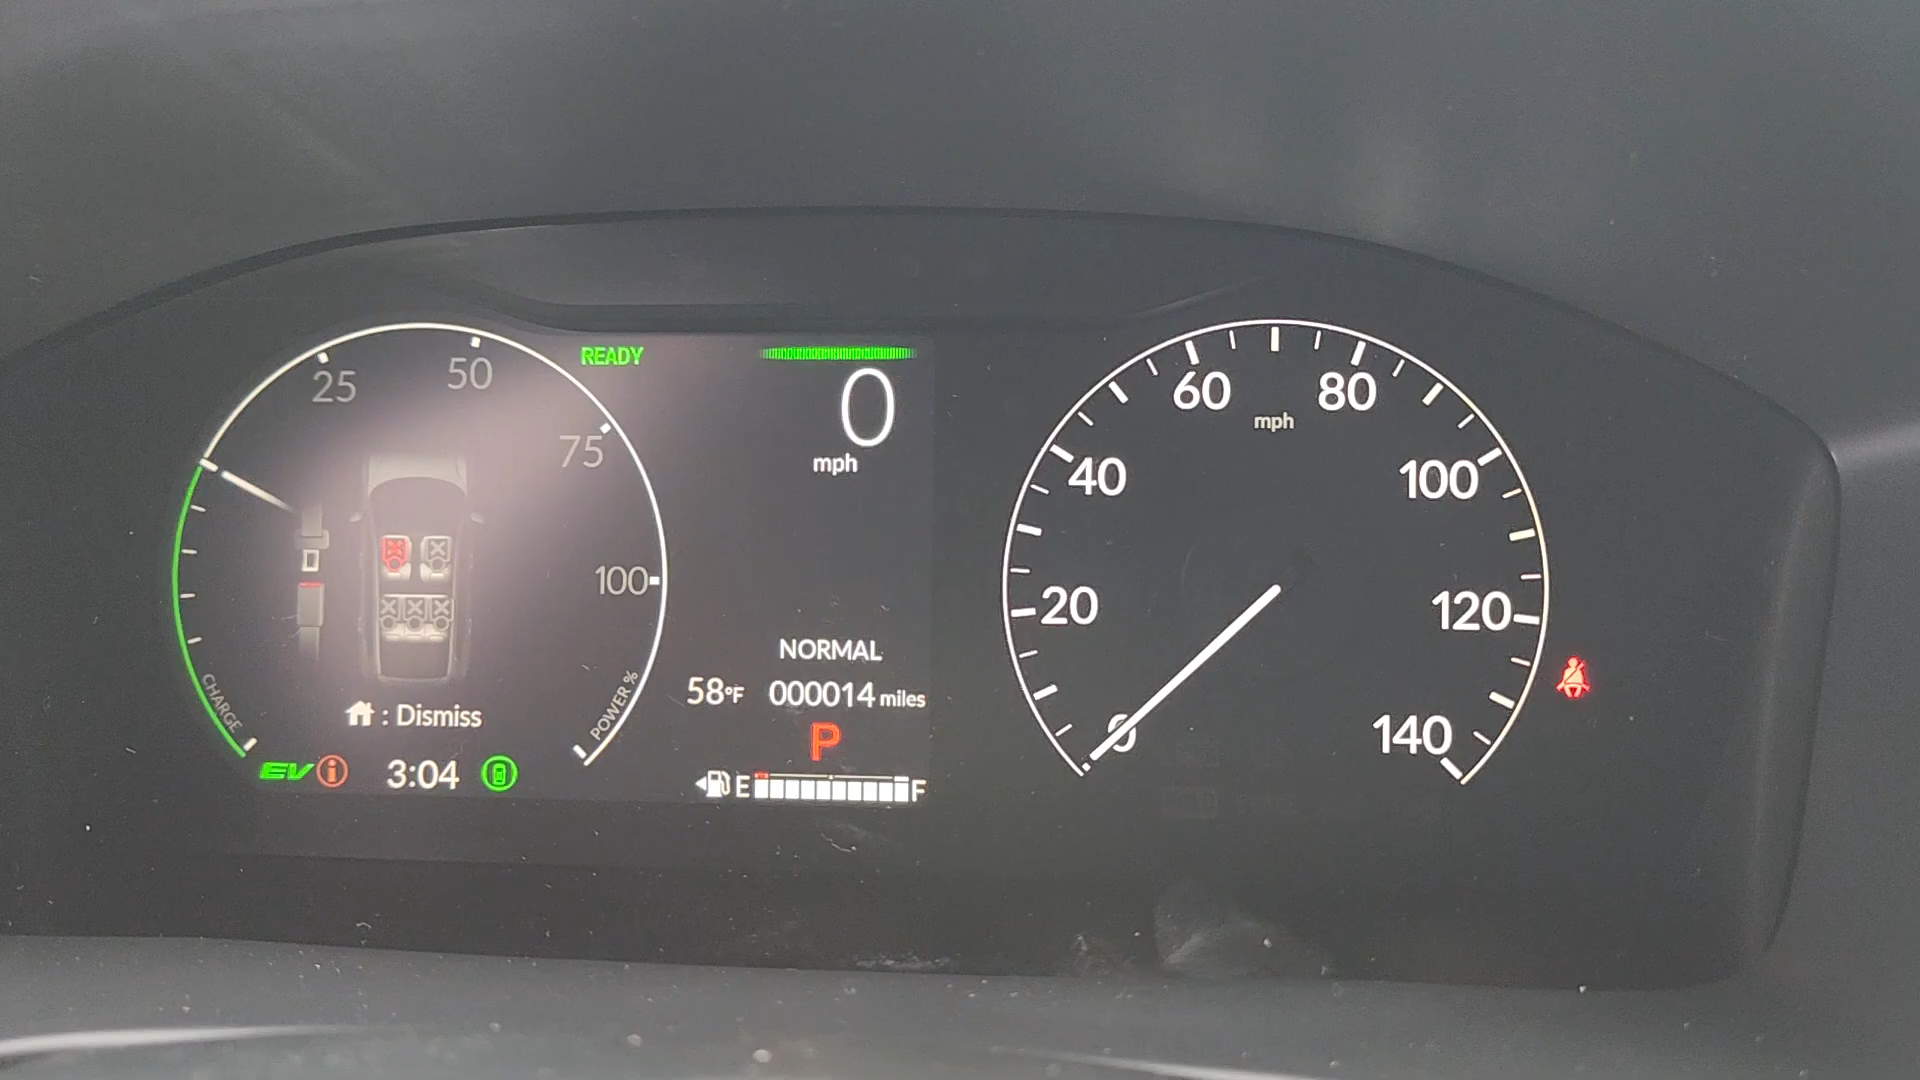 25
50
75
100
CHARGE
POWER %
: Dismiss
EV
3:04
READY
0
mph
NORMAL
58°F
000014 miles
P
E
F
0
20
40
60
80
100
120
140
mph